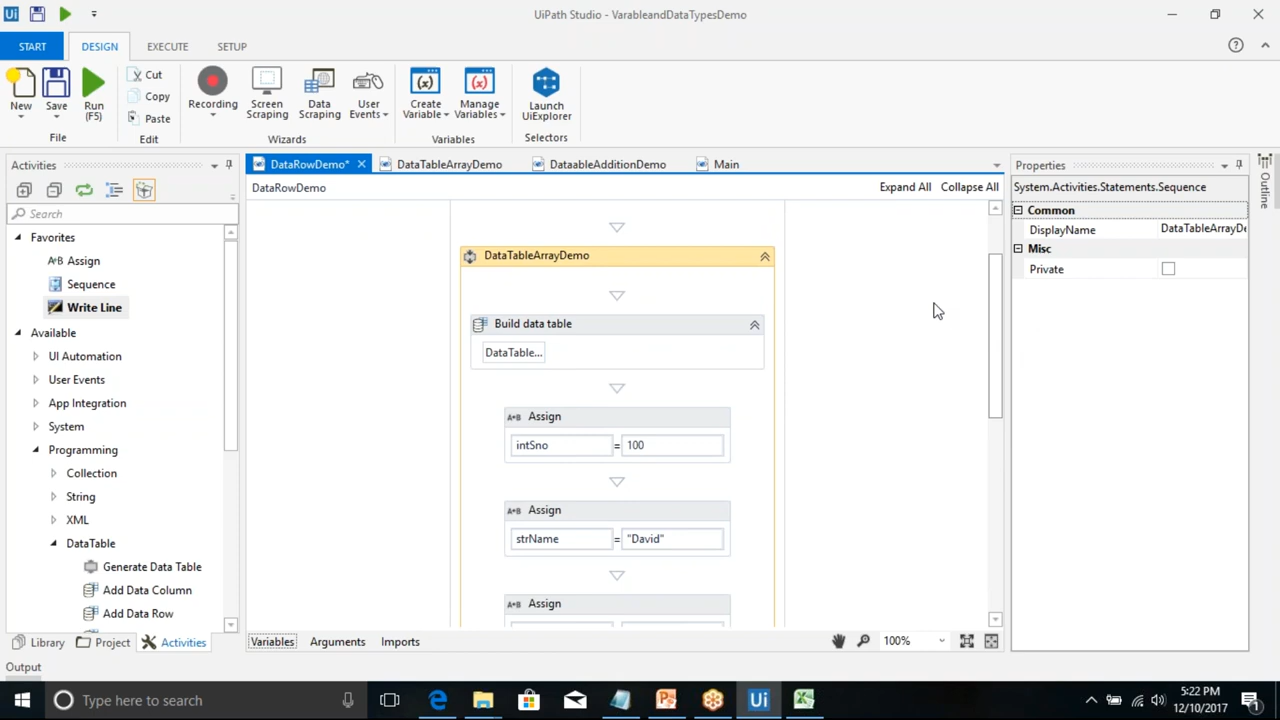 Ui
UiPath Studio - VarableandDataTypesDemo
START
DESIGN
EXECUTE
SETUP
New
Save
Run
(F5)
Cut
Copy
Paste
Recording
Screen
Scraping
Data
Scraping
User
Events
Create
Variable
Manage
Variables
Launch
UiExplorer
File
Edit
Wizards
Variables
Selectors
Activities
DataRowDemo*
DataTableArrayDemo
DataableAdditionDemo
Main
Properties
Outline
DataRowDemo
Expand All
Collapse All
System.Activities.Statements.Sequence
Search
Common
DisplayName
DataTableArrayDe
Misc
Private
Favorites
Assign
Sequence
Write Line
Available
UI Automation
User Events
App Integration
System
Programming
Collection
String
XML
DataTable
Generate Data Table
Add Data Column
Add Data Row
DataTableArrayDemo
Build data table
DataTable...
A+B Assign
intSno = 100
A+B Assign
strName = "David"
A+B Assign
Library
Project
Activities
Variables
Arguments
Imports
100%
Output
Type here to search
Ui
5:22 PM
12/10/2017
1